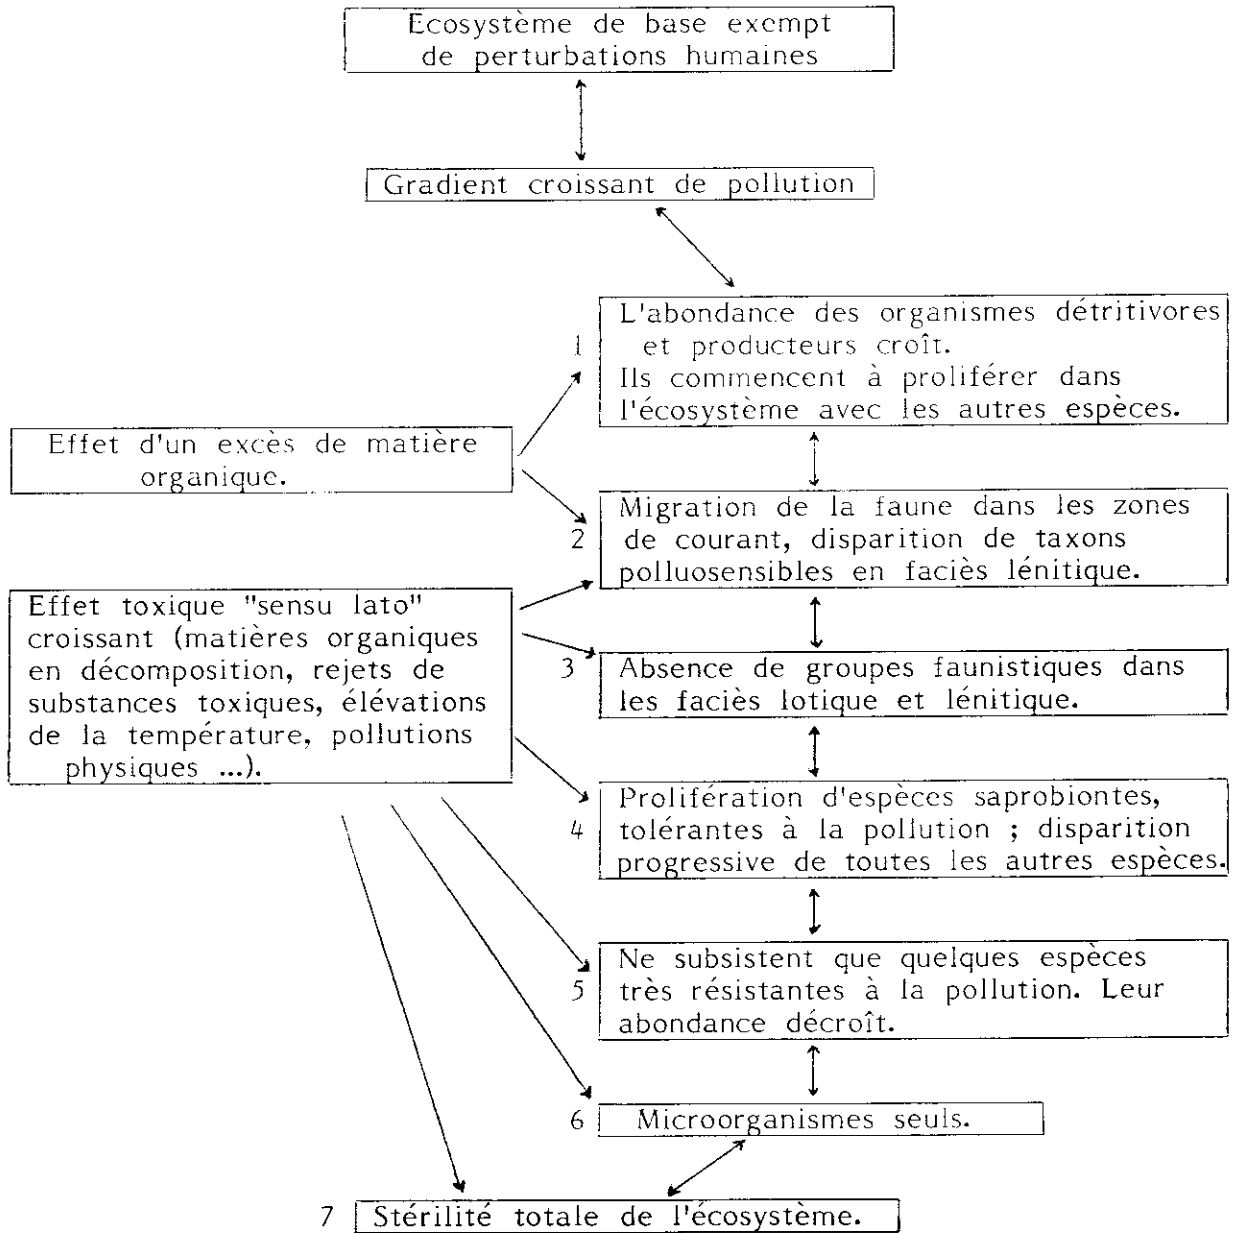 Ecosystème de base exempt
de perturbations humaines
Gradient croissant de pollution
L'abondance des organismes détritivores
et producteurs croît.
Ils commencent à proliférer dans
l'écosystème avec les autres espèces.
1
Effet d'un excès de matière
organique.
Migration de la faune dans les zones
de courant, disparition de taxons
polluosensibles en faciès lénitique.
2
Effet toxique "sensu lato"
croissant (matières organiques
en décomposition, rejets de
substances toxiques, élévations
de la température, pollutions
physiques ...).
3
Absence de groupes faunistiques dans
les faciès lotique et lénitique.
4
Prolifération d'espèces saprobiontes,
tolérantes à la pollution ; disparition
progressive de toutes les autres espèces.
5
Ne subsistent que quelques espèces
très résistantes à la pollution. Leur
abondance décroît.
6 Microorganismes seuls.
7 Stérilité totale de l'écosystème.